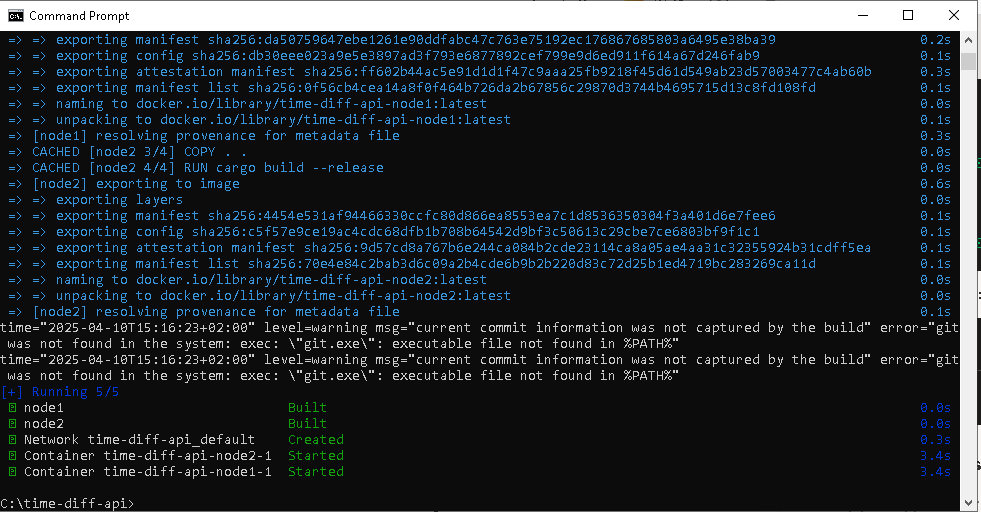 Command Prompt
=> => exporting manifest sha256:da50759647ebe1261e90ddfabc47c763e75192ec176867685803a6495e38ba39 0.2s
=> => exporting config sha256:db30eee023a9e5e3897ad3f793e6877892cef799e9d6ed911f614a67d246fab9 0.1s
=> => exporting attestation manifest sha256:ff602b44ac5e91d1d1f47c9aaa25fb9218f45d61d549ab23d57003477c4ab60b 0.3s
=> => exporting manifest list sha256:0f56cb4cea14a8f0f464b726da2b67856c29870d3744b4695715d13c8fd108fd 0.1s
=> => naming to docker.io/library/time-diff-api-node1:latest 0.0s
=> => unpacking to docker.io/library/time-diff-api-node1:latest 0.1s
=> [node1] resolving provenance for metadata file 0.3s
=> CACHED [node2 3/4] COPY . . 0.0s
=> CACHED [node2 4/4] RUN cargo build --release 0.0s
=> [node2] exporting to image 0.6s
=> => exporting layers 0.0s
=> => exporting manifest sha256:4454e531af94466330ccfc80d866ea8553ea7c1d8536350304f3a401d6e7fee6 0.1s
=> => exporting config sha256:c5f57e9ce19ac4cdc68dfb1b708b64542d9bf3c50613c29cbe7ce6803bf9f1c1 0.1s
=> => exporting attestation manifest sha256:9d57cd8a767b6e244ca084b2cde23114ca8a05ae4aa31c32355924b31cdff5ea 0.1s
=> => exporting manifest list sha256:70e4e84c2bab3d6c09a2b4cde6b9b2b220d83c72d25b1ed4719bc283269ca11d 0.1s
=> => naming to docker.io/library/time-diff-api-node2:latest 0.0s
=> => unpacking to docker.io/library/time-diff-api-node2:latest 0.0s
=> [node2] resolving provenance for metadata file 0.1s
time="2025-04-10T15:16:23+02:00" level=warning msg="current commit information was not captured by the build" error="git
 was not found in the system: exec: \"git.exe\": executable file not found in %PATH%"
time="2025-04-10T15:16:23+02:00" level=warning msg="current commit information was not captured by the build" error="git
 was not found in the system: exec: \"git.exe\": executable file not found in %PATH%"
[+] Running 5/5
node1 Built 0.0s
node2 Built 0.0s
Network time-diff-api_default Created 0.3s
Container time-diff-api-node2-1 Started 3.4s
Container time-diff-api-node1-1 Started 3.4s
C:\time-diff-api>